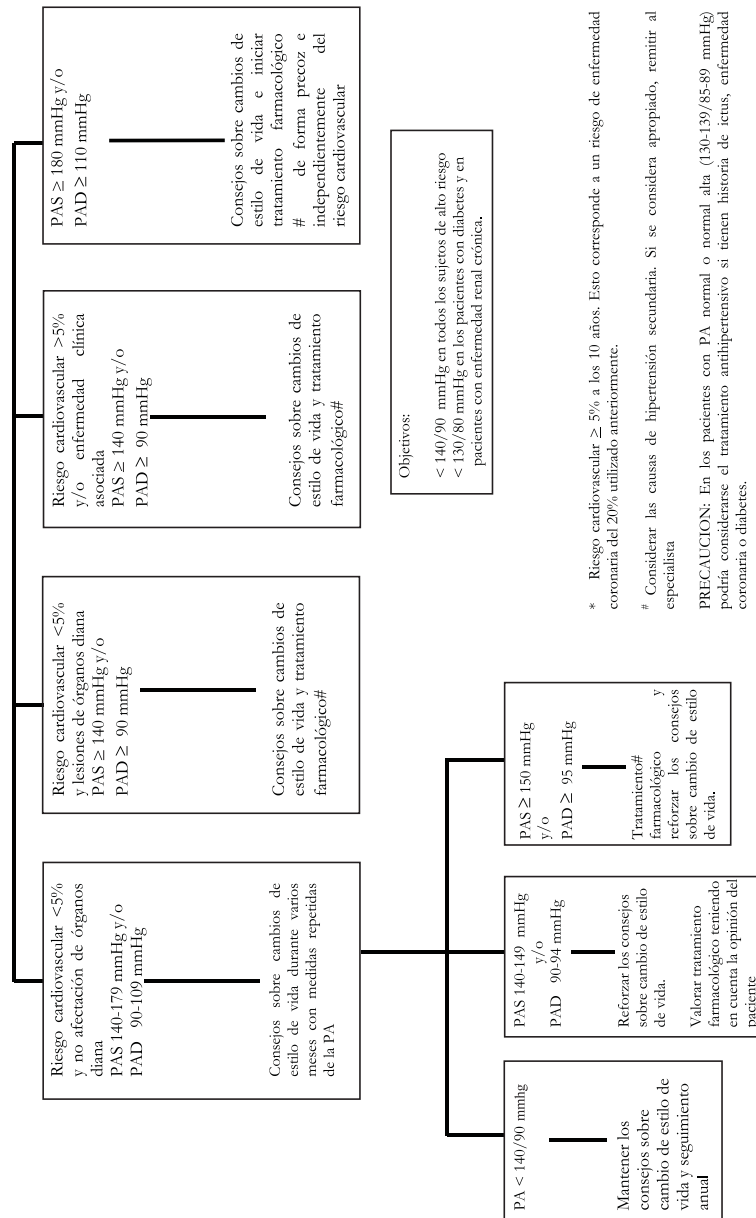 Riesgo cardiovascular <5%
y no afectación de órganos
diana
PAS 140-179 mmHg y/o
PAD 90-109mmHg
Consejos sobre cambios de
estilo de vida durante varios
meses con medidas repetidas
de la PA
Riesgo cardiovascular <5%
y lesiones de órganos diana
PAS ≥ 140 mmHg y/o
PAD ≥ 90 mmHg
Consejos sobre cambios de
estilo de vida y tratamiento
farmacológico#
Riesgo cardiovascular >5%
y/o enfermedad clínica
asociada
PAS ≥ 140 mmHg y/o
PAD ≥ 90 mmHg
Consejos sobre cambios de
estilo de vida y tratamiento
farmacológico#
PAS ≥ 180 mmHg y/o
PAD ≥ 110 mmHg
Consejos sobre cambios de
estilo de vida e iniciar
tratamiento farmacológico
# de forma precoz e
independientemente del
riesgo cardiovascular
PA < 140/90 mmhg
Mantener los
consejos sobre
cambio de estilo de
vida y seguimiento
anual
PAS 140-149 mmHg
y/o
PAD 90-94 mmHg
Reforzar los consejos
sobre cambio de estilo
de vida.
Valorar tratamiento
farmacológico teniendo
en cuenta la opinión del
paciente
PAS ≥ 150 mmHg
y/o
PAD ≥ 95 mmHg
Tratamiento#
farmacológico y
reforzar los consejos
sobre cambio de estilo
de vida.
Objetivos:
< 140/90 mmHg en todos los sujetos de alto riesgo
< 130/80 mmHg en los pacientes con diabetes y en
pacientes con enfermedad renal crónica.
* Riesgo cardiovascular ≥ 5% a los 10 años. Esto corresponde a un riesgo de enfermedad
coronaria del 20% utilizado anteriormente.
# Considerar las causas de hipertensión secundaria. Si se considera apropiado, remitir al
especialista
PRECAUCION: En los pacientes con PA normal o normal alta (130-139/85-89 mmHg)
podría considerarse el tratamiento antihipertensivo si tienen historia de ictus, enfermedad
coronaria o diabetes.